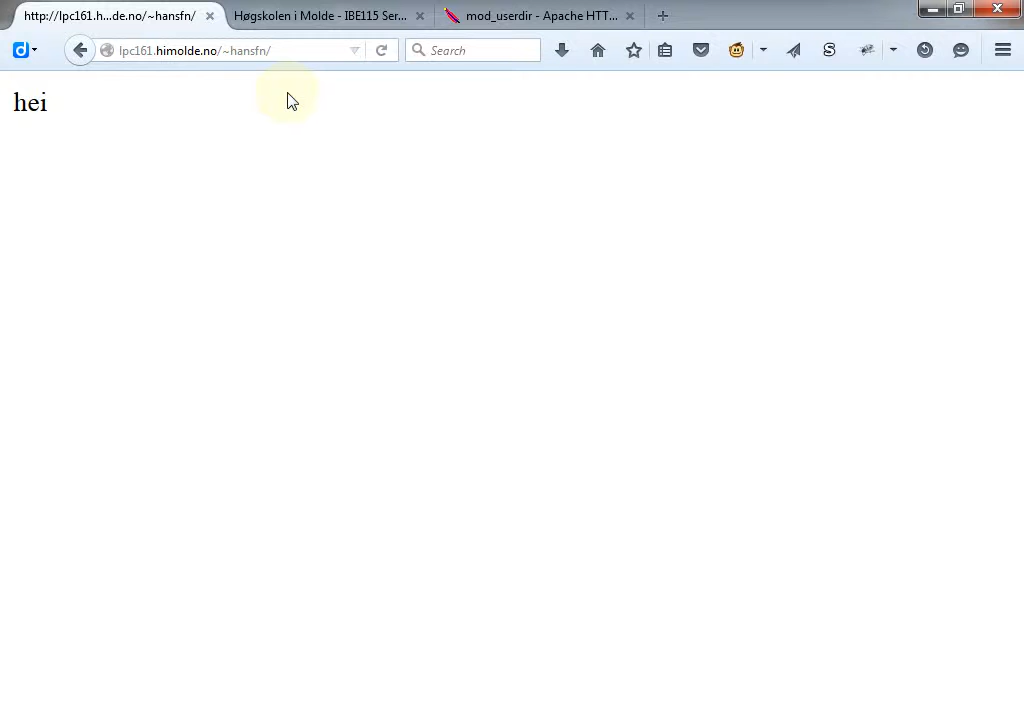 http://lpc161.h...de.no/~hansfn/
Høgskolen i Molde - IBE115 Ser...
mod_userdir - Apache HTT...
lpc161.himolde.no/~hansfn/
Search
hei